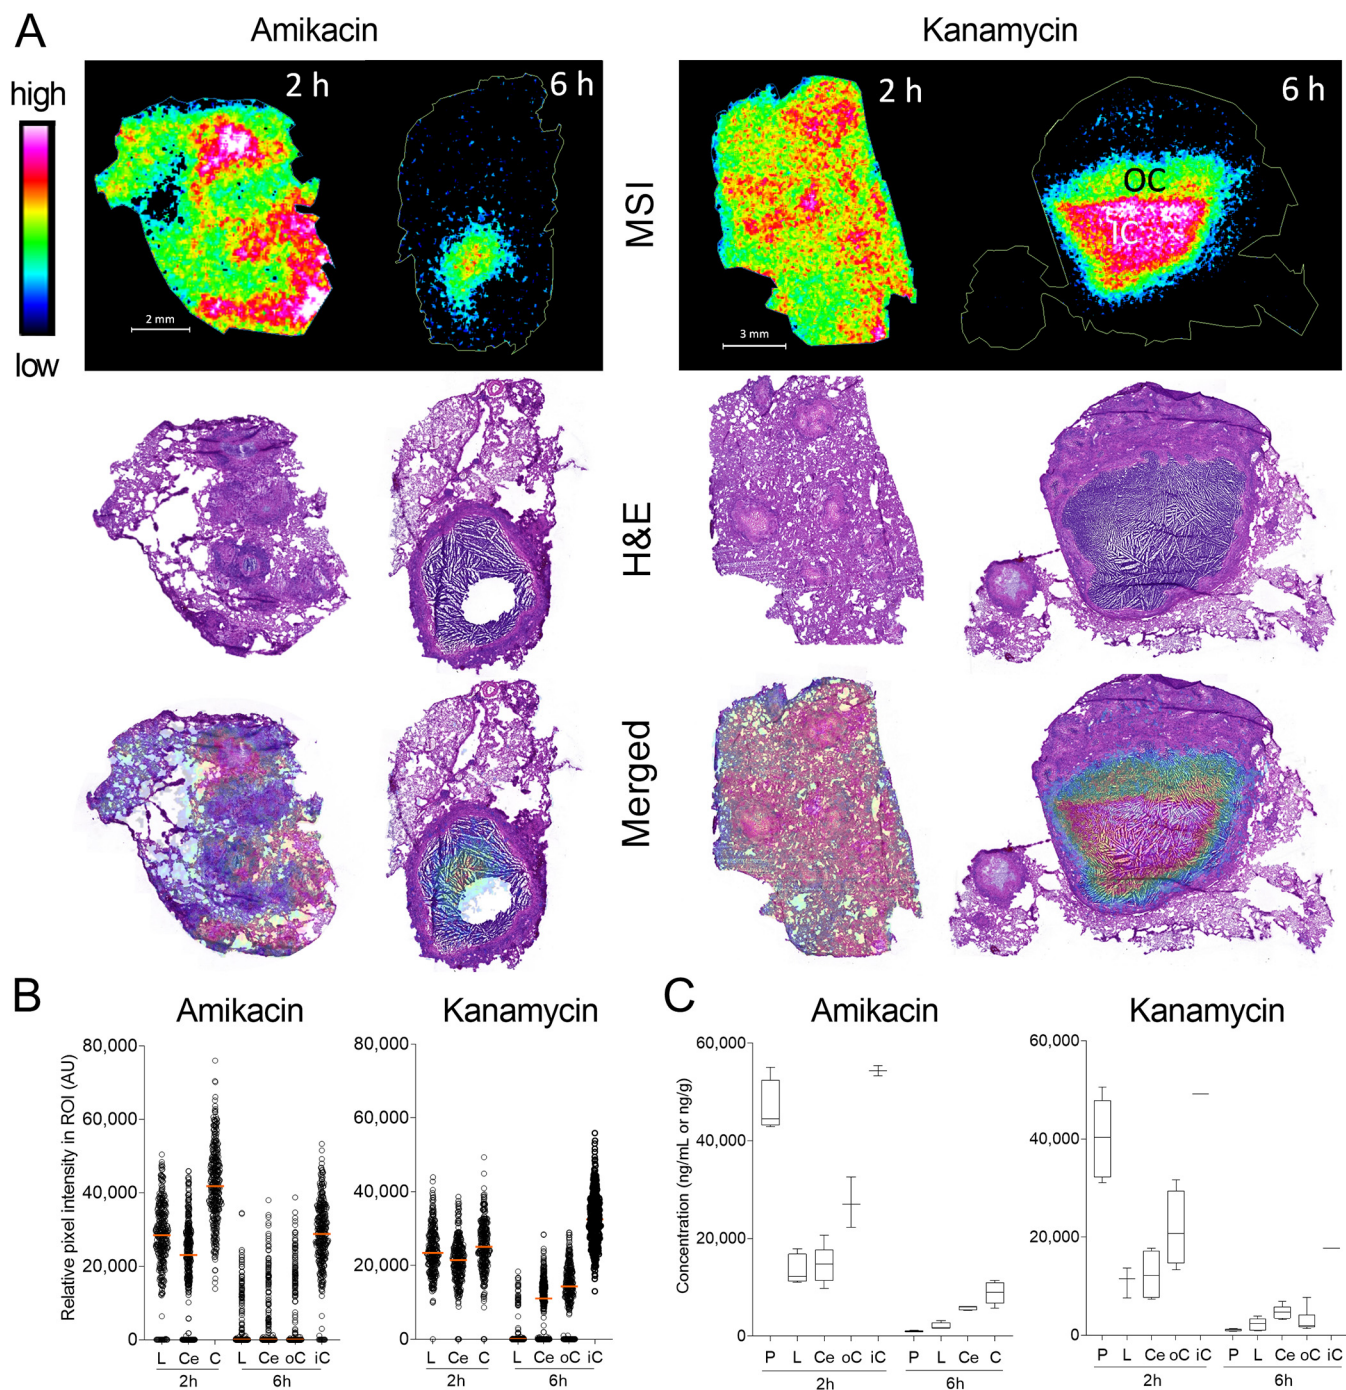 A
Amikacin
Kanamycin
high
low
2 h
6 h
2 h
6 h
OC
IC
2 mm
3 mm
MSI
H&E
Merged
B
Amikacin
Kanamycin
Relative pixel intensity in ROI (AU)
80,000
60,000
40,000
20,000
0
L Ce C L Ce oC iC
2h 6h
80,000
60,000
40,000
20,000
0
L Ce C L Ce oC iC
2h 6h
C
Amikacin
Kanamycin
Concentration (ng/mL or ng/g)
60,000
40,000
20,000
0
P L Ce oC iC P L Ce C
2h 6h
60,000
40,000
20,000
0
P L Ce oC iC P L Ce oC iC
2h 6h